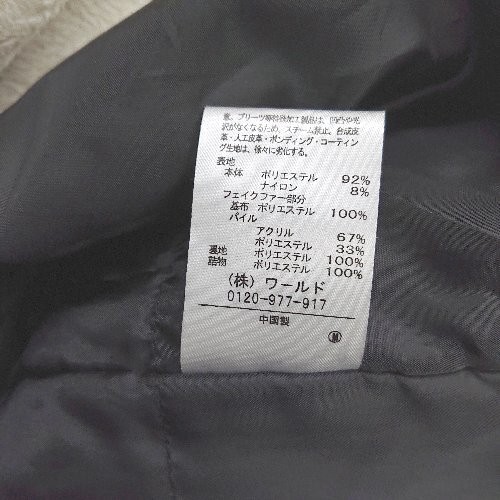 激、プリーツ等特殊加工製品は、凹凸や光
沢がなくなるため、スチーム禁止。合成皮
革・人工皮革・ボンディング・コーティン
グ生地は、徐々に劣化する。
表地
本体 ポリエステル 92%
ナイロン 8%
フェイクファー部分
基布 ポリエステル 100%
パイル
アクリル 67%
ポリエステル 33%
裏地 ポリエステル 100%
詰物 ポリエステル 100%
(株) ワールド
0120-977-917
中国製
M